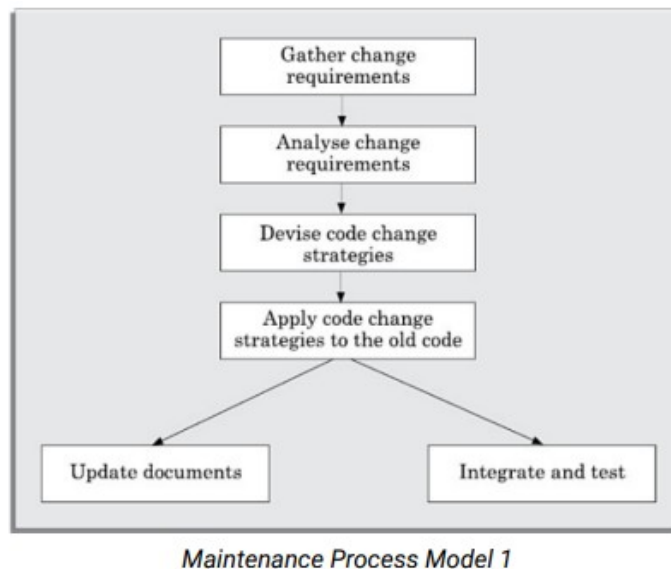 Gather change
requirements
Analyse change
requirements
Devise code change
strategies
Apply code change
strategies to the old code
Update documents
Integrate and test
Maintenance Process Model 1